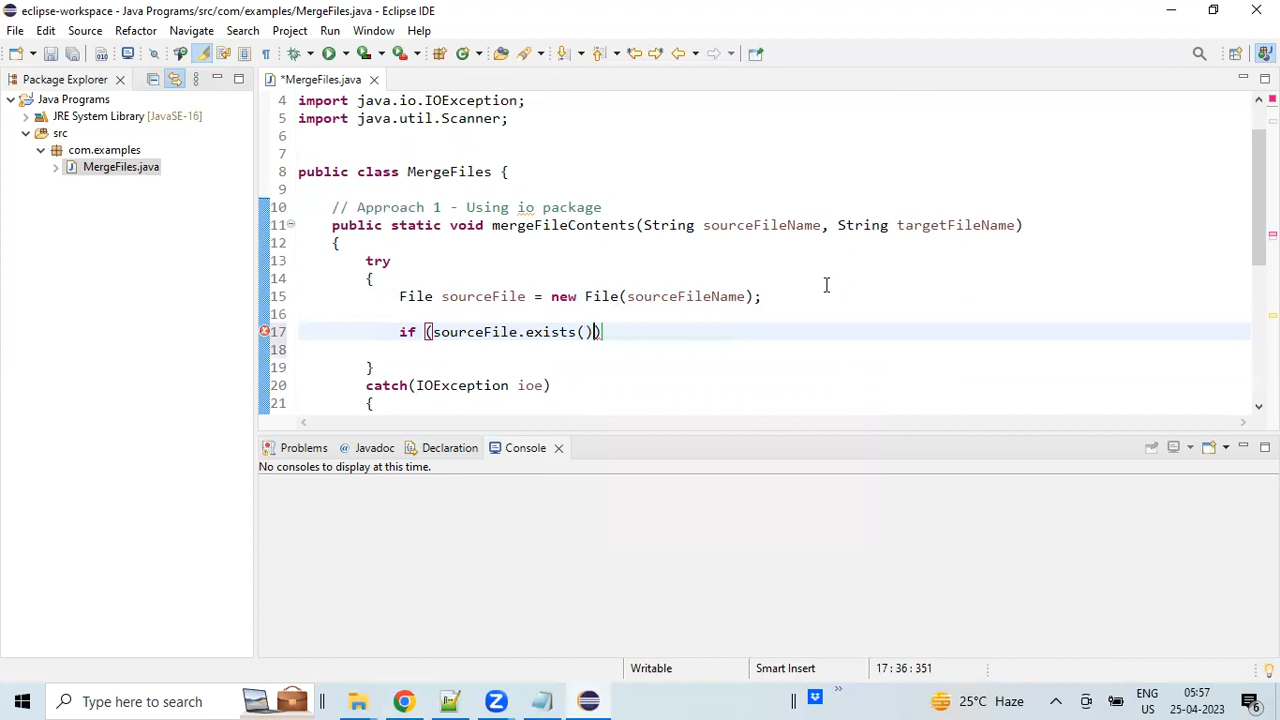 eclipse-workspace - Java Programs/src/com/examples/MergeFiles.java - Eclipse IDE
File Edit Source Refactor Navigate Search Project Run Window Help
Package Explorer
*MergeFiles.java
Java Programs
JRE System Library [JavaSE-16]
src
com.examples
MergeFiles.java
4 import java.io.IOException;
5 import java.util.Scanner;
6
7
8 public class MergeFiles {
9
10 // Approach 1 - Using io package
11 public static void mergeFileContents(String sourceFileName, String targetFileName)
12 {
13 try
14 {
15 File sourceFile = new File(sourceFileName);
16
17 if (sourceFile.exists())
18
19 }
20 catch(IOException ioe)
21 {
Problems @ Javadoc Declaration Console
No consoles to display at this time.
Writable Smart Insert 17 : 36 : 351
Type here to search
25°C Haze
ENG
US
00:27
25-04-2023
6